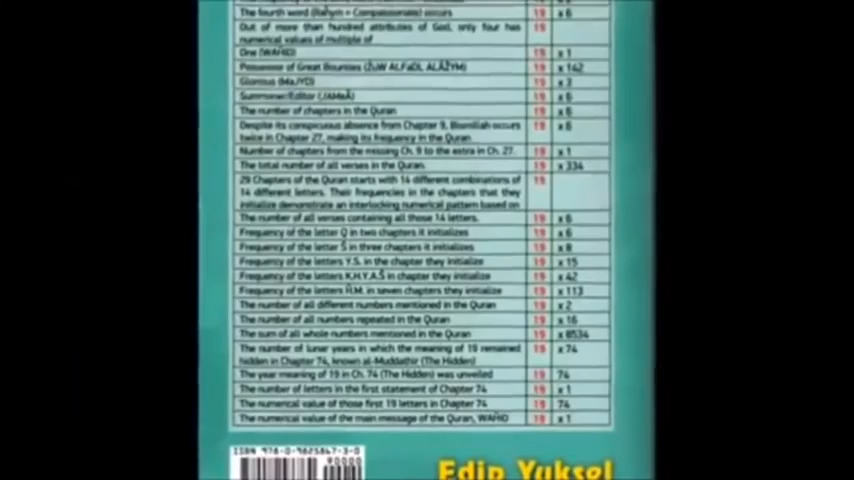 The fourth word (Rahym = Compassionate) occurs 19 x 6
Out of more than hundred attributes of God, only four has 19
numerical values of multiple of
One (WAHiD) 19 x 1
Possessor of Great Bounties (ŽUW ALFaDL ALÂŽYM) 19 x 142
Glorious (MaJYD) 19 x 3
Summoner/Editor (JAMeÂ) 19 x 6
The number of chapters in the Quran 19 x 6
Despite its conspicuous absence from Chapter 9, Bismillah occurs 19 x 6
twice in Chapter 27, making its frequency in the Quran
Number of chapters from the missing Ch. 9 to the extra in Ch. 27. 19 x 1
The total number of all verses in the Quran. 19 x 334
29 Chapters of the Quran starts with 14 different combinations of 19
14 different letters. Their frequencies in the chapters that they
initialize demonstrate an interlocking numerical pattern based on
The number of all verses containing all those 14 letters. 19 x 6
Frequency of the letter Q in two chapters it initializes 19 x 6
Frequency of the letter Š in three chapters it initializes 19 x 8
Frequency of the letters Y.S. in the chapter they initialize 19 x 15
Frequency of the letters K.H.Y.A.Š in chapter they initialize 19 x 42
Frequency of the letters H.M. in seven chapters they initialize 19 x 113
The number of all different numbers mentioned in the Quran 19 x 2
The number of all numbers repeated in the Quran 19 x 16
The sum of all whole numbers mentioned in the Quran 19 x 8534
The number of lunar years in which the meaning of 19 remained 19 x 74
hidden in Chapter 74, known al-Muddathir (The Hidden)
The year meaning of 19 in Ch. 74 (The Hidden) was unveiled 19 74
The number of letters in the first statement of Chapter 74 19 x 1
The numerical value of those first 19 letters in Chapter 74 19 74
The numerical value of the main message of the Quran, WAHiD 19 x 1
ISBN 978-0-9825867-3-0
90000
Edip Yuksel